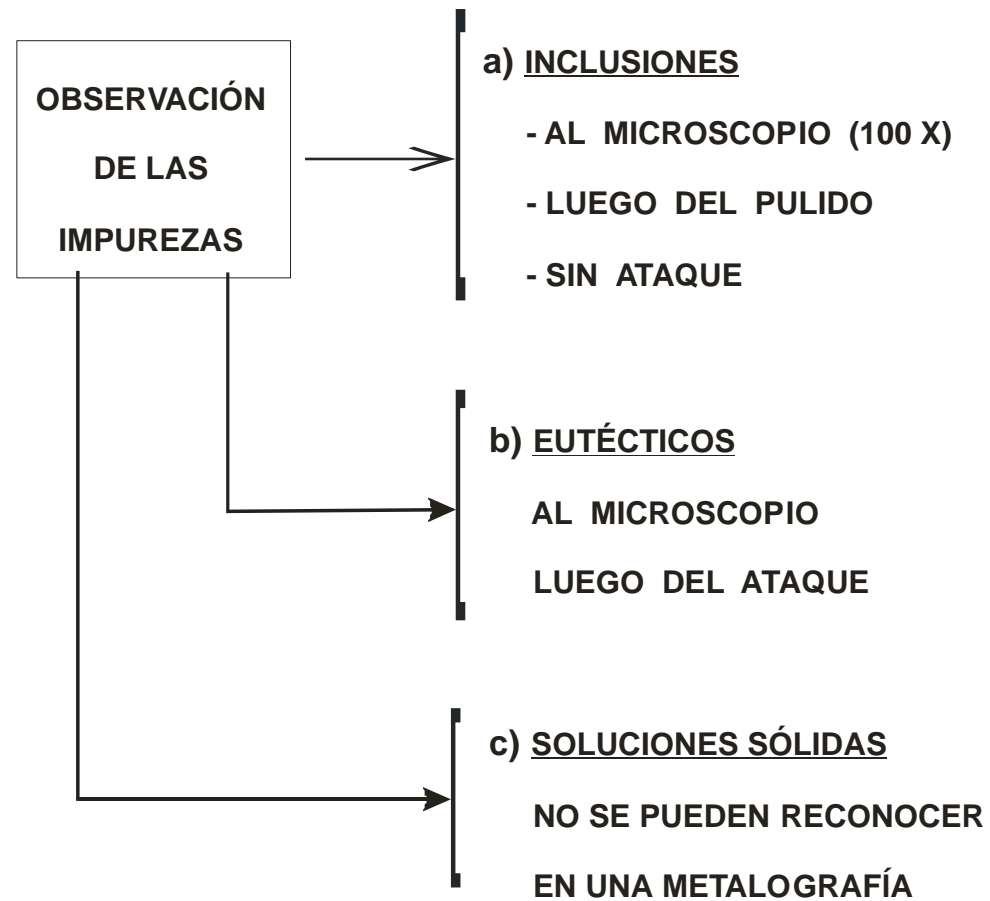 OBSERVACIÓN
DE LAS
IMPUREZAS
a) INCLUSIONES
- AL MICROSCOPIO (100 X)
- LUEGO DEL PULIDO
- SIN ATAQUE
b) EUTÉCTICOS
AL MICROSCOPIO
LUEGO DEL ATAQUE
c) SOLUCIONES SÓLIDAS
NO SE PUEDEN RECONOCER
EN UNA METALOGRAFÍA